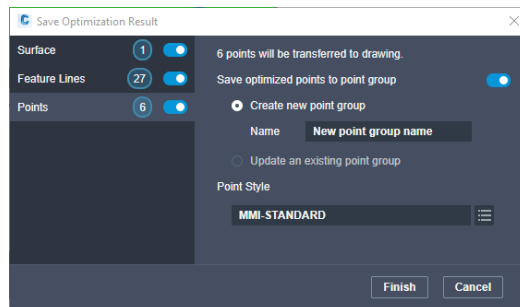 Save Optimization Result
Surface 1
Feature Lines 27
Points 6
6 points will be transferred to drawing.
Save optimized points to point group
Create new point group
Name New point group name
Update an existing point group
Point Style
MMI-STANDARD
Finish Cancel